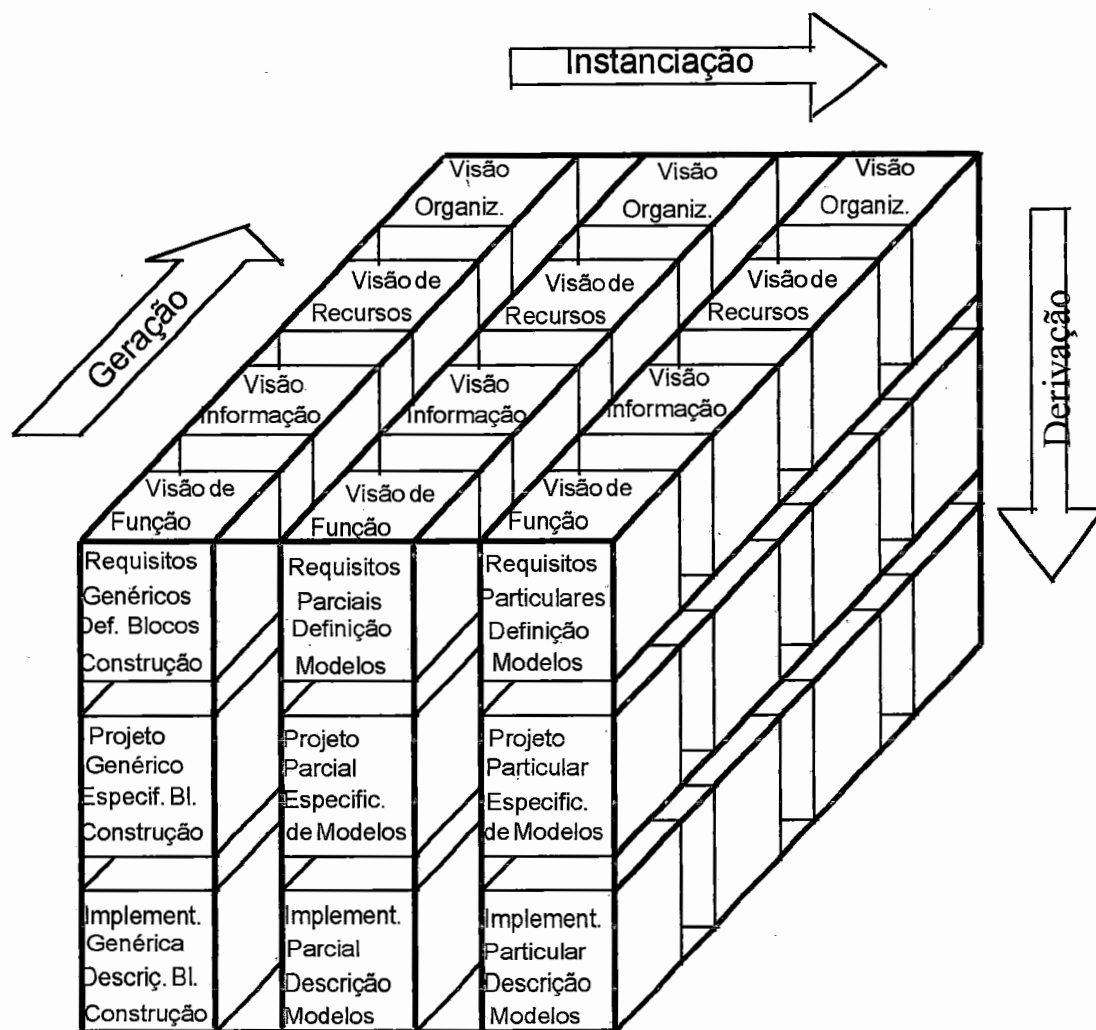 Instanciação
Geração
Derivação
Visão
Organiz.
Visão
Organiz.
Visão
Organiz.
Visão de
Recursos
Visão de
Recursos
Visão de
Recursos
Visão
Informação
Visão
Informação
Visão
Informação
Visão de
Função
Visão de
Função
Visão de
Função
Requisitos
Genéricos
Def. Blocos
Construção
Requisitos
Parciais
Definição
Modelos
Requisitos
Particulares
Definição
Modelos
Projeto
Genérico
Especif. Bl.
Construção
Projeto
Parcial
Especific.
de Modelos
Projeto
Particular
Especific.
de Modelos
Implement.
Genérica
Descriç. Bl.
Construção
Implement.
Parcial
Descrição
Modelos
Implement.
Particular
Descrição
Modelos